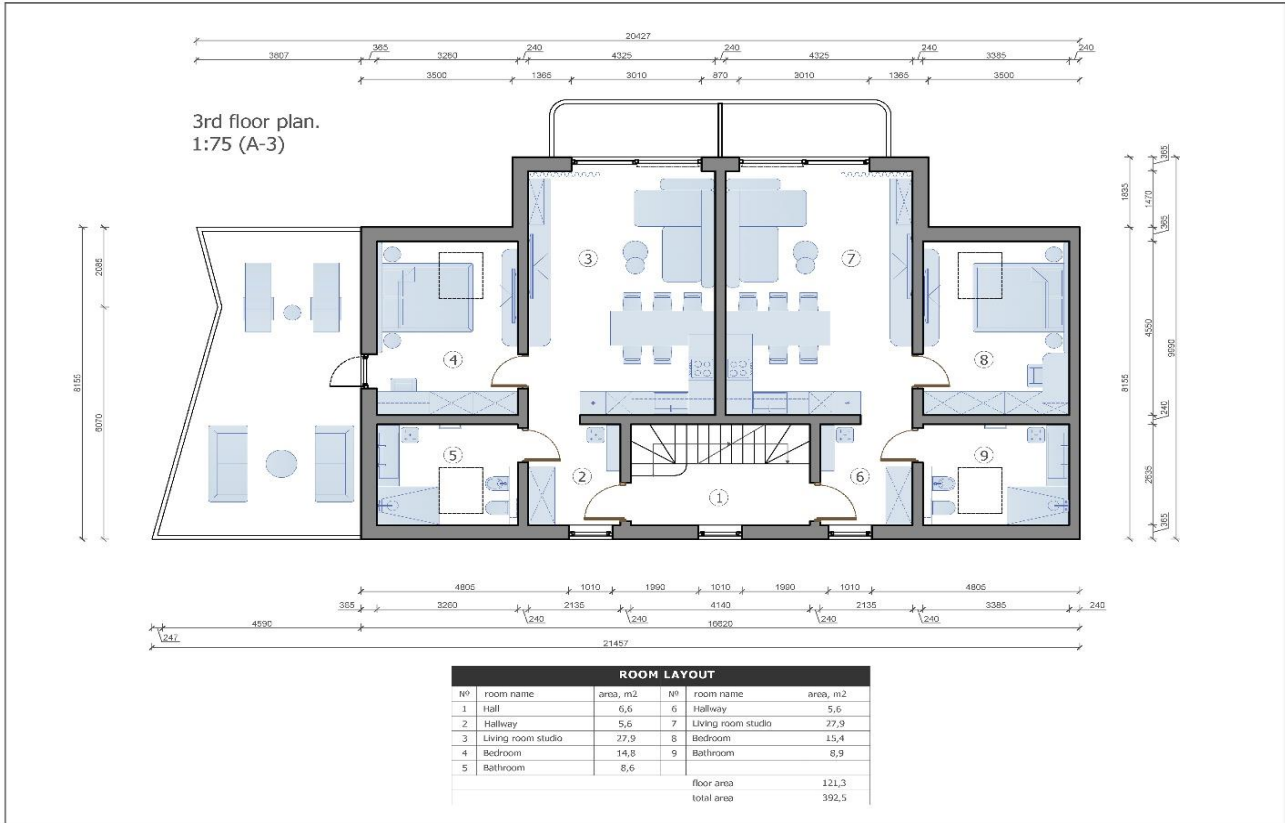 20427
3807 365 3260 240 4325 240 4325 240 3385 240
3500 1365 3010 870 3010 1365 3500
3rd floor plan.
1:75 (A-3)
365
1835 1470
365
2085
8155
6070
4550
9990
8155
240
2635
365
3
7
4
8
5
2
1
6
9
4805 1010 1990 1010 1990 1010 4805
365 3260 2135 4140 2135 3385 240
240 240 240 240
4590 16620
247
21457
ROOM LAYOUT
Nº room name area, m2 Nº room name area, m2
1 Hall 6,6 6 Hallway 5,6
2 Hallway 5,6 7 Living room studio 27,9
3 Living room studio 27,9 8 Bedroom 15,4
4 Bedroom 14,8 9 Bathroom 8,9
5 Bathroom 8,6
floor area 121,3
total area 392,5